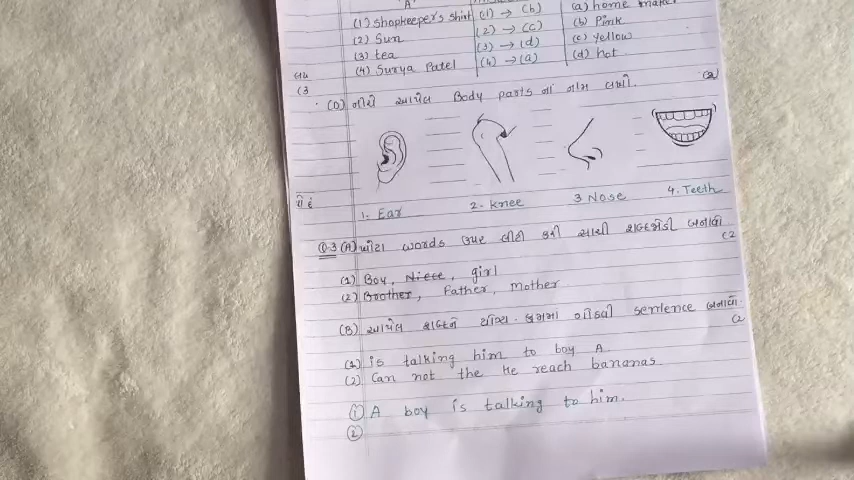 'A'
(1) shopkeeper's shirt (1) → (b) (a) home maker
(2) Sun (2) → (c) (b) Pink
(3) tea (3) → (d) (c) yellow
(4) Surya Patel (4) → (a) (d) hot
(D) નીચે આપેલ Body parts નાં નામ લખો. (2)
1. Ear 2. Knee 3 Nose 4. Teeth
Q-3 (A) ખોટા words ઉપર લીટી કરી સાચી શબ્દજોડી બનાવો (2
(1) Boy, Niece, girl
(2) Brother, Father, mother
(B) આપેલ શબ્દને યોગ્ય ક્રમમાં ગોઠવી sentence બનાવો. (2
(1) is talking him to boy A
(2) Can not the He reach bananas
① A boy is talking to him.
②